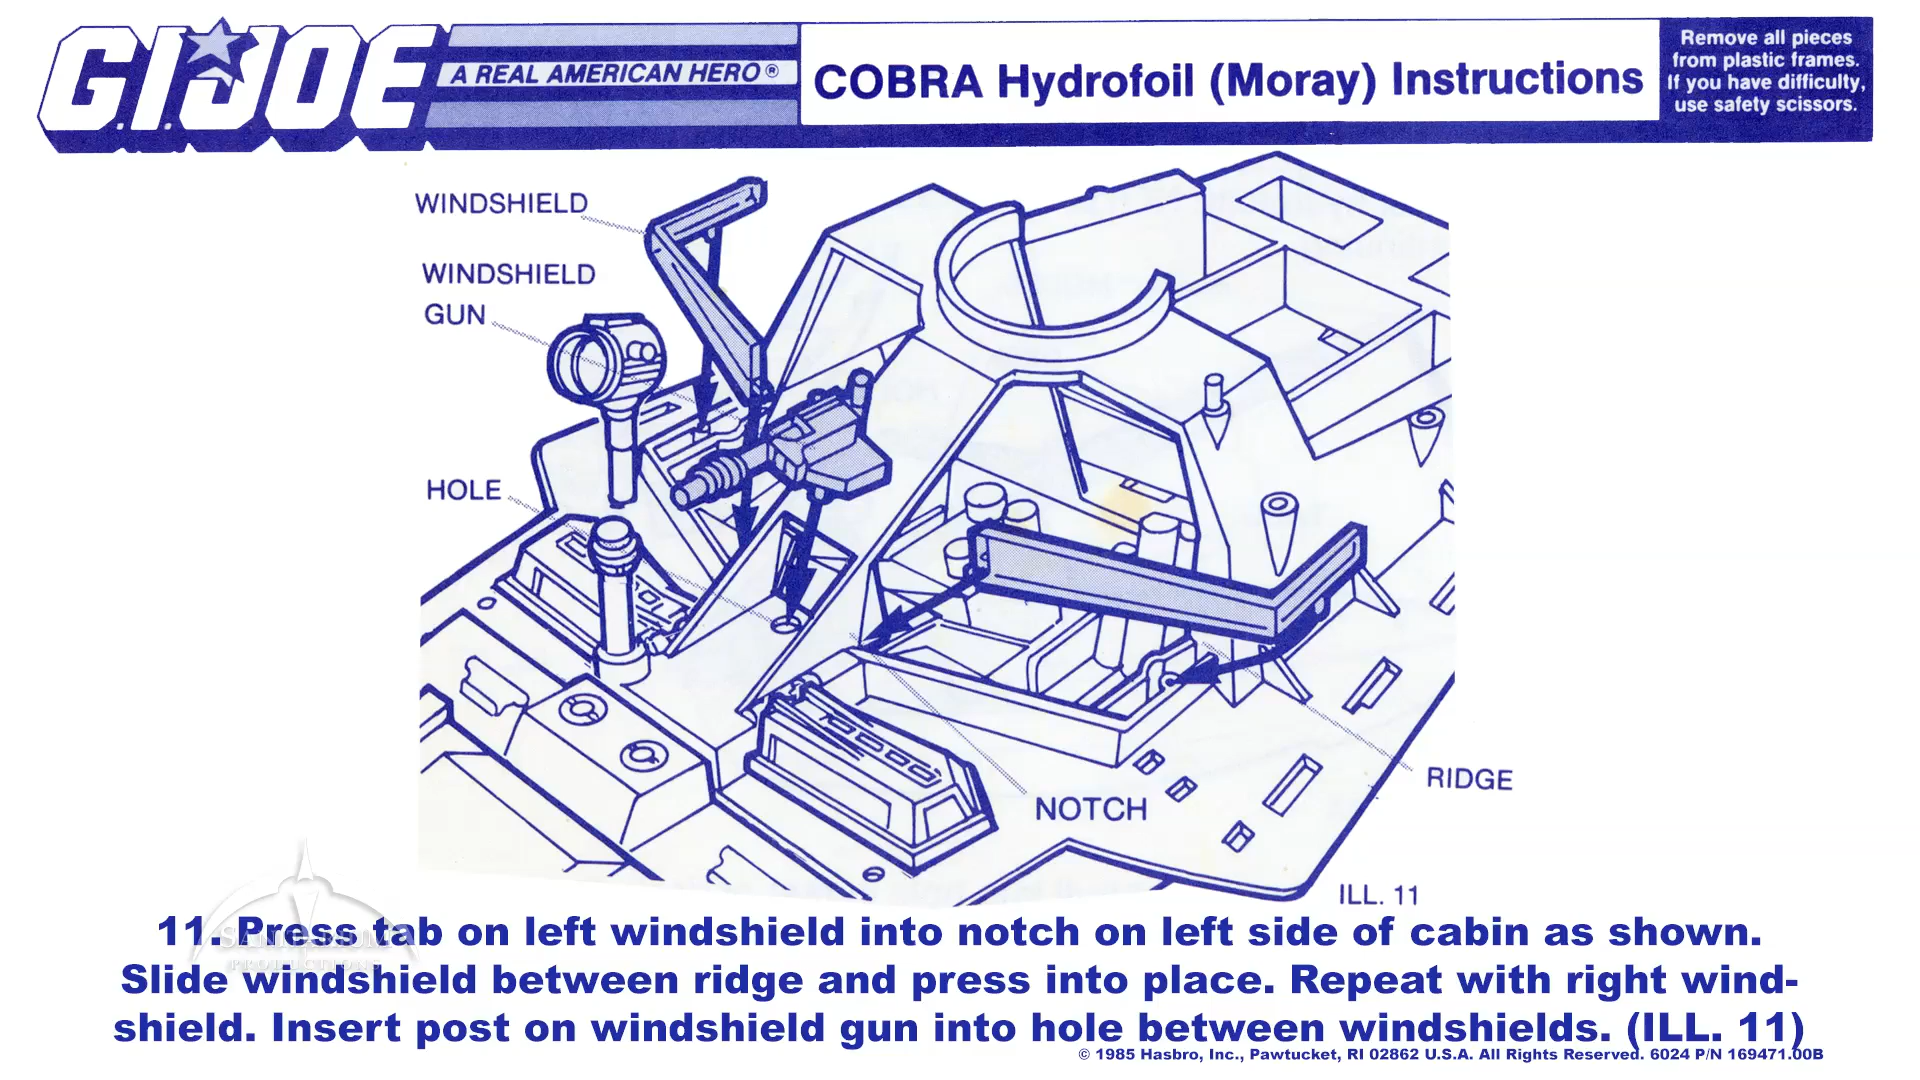 G.I. JOE
A REAL AMERICAN HERO®
COBRA Hydrofoil (Moray) Instructions
Remove all pieces
from plastic frames.
If you have difficulty,
use safety scissors.
WINDSHIELD
WINDSHIELD
GUN
HOLE
NOTCH
RIDGE
ILL. 11
11. Press tab on left windshield into notch on left side of cabin as shown.
Slide windshield between ridge and press into place. Repeat with right wind-
shield. Insert post on windshield gun into hole between windshields. (ILL. 11)
SANITARIUM
PRODUCTIONS
© 1985 Hasbro, Inc., Pawtucket, RI 02862 U.S.A. All Rights Reserved. 6024 P/N 169471.00B